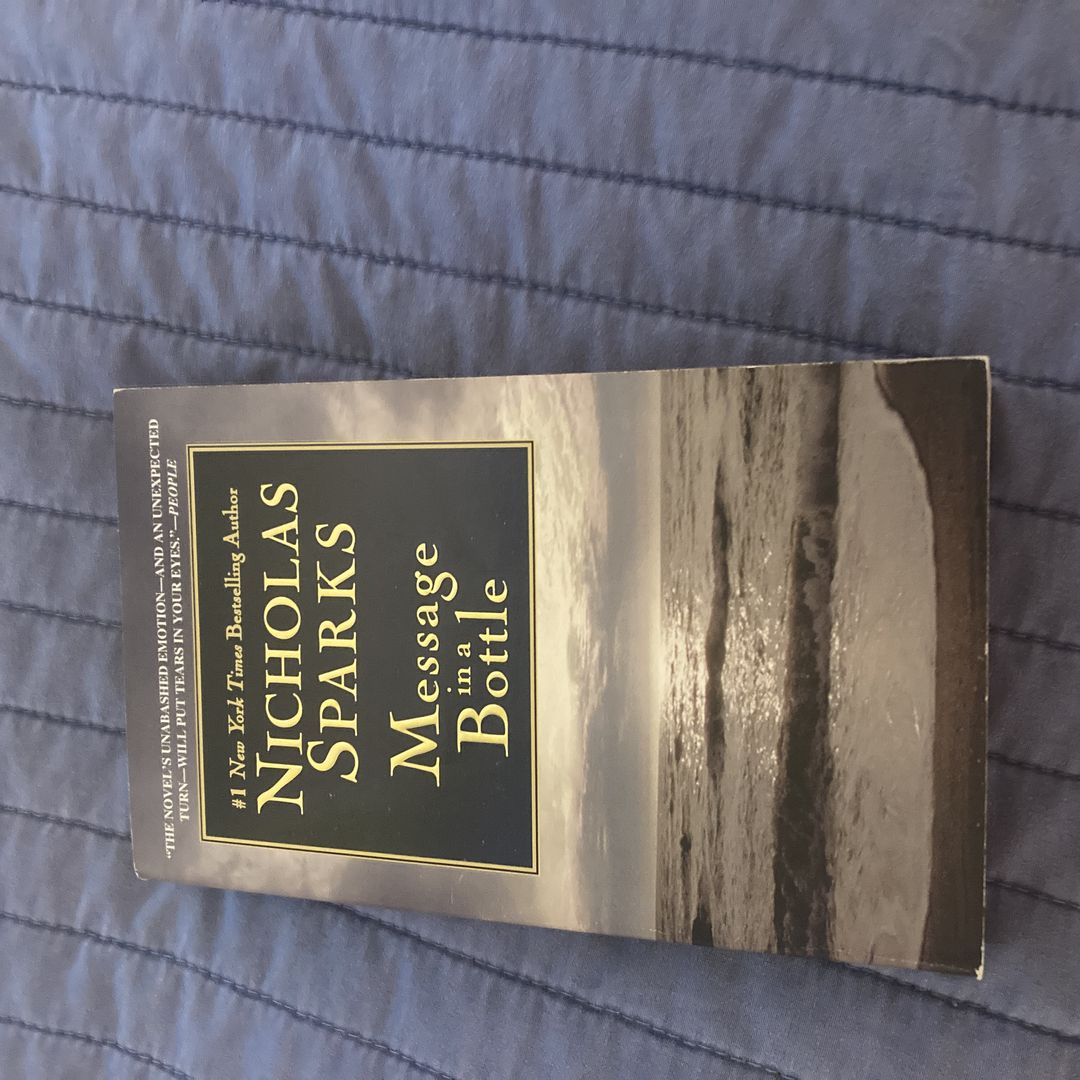 “THE NOVEL’S UNABASHED EMOTION—AND AN UNEXPECTED
TURN—WILL PUT TEARS IN YOUR EYES.”—PEOPLE
#1 New York Times Bestselling Author
NICHOLAS
SPARKS
Message
in a
Bottle